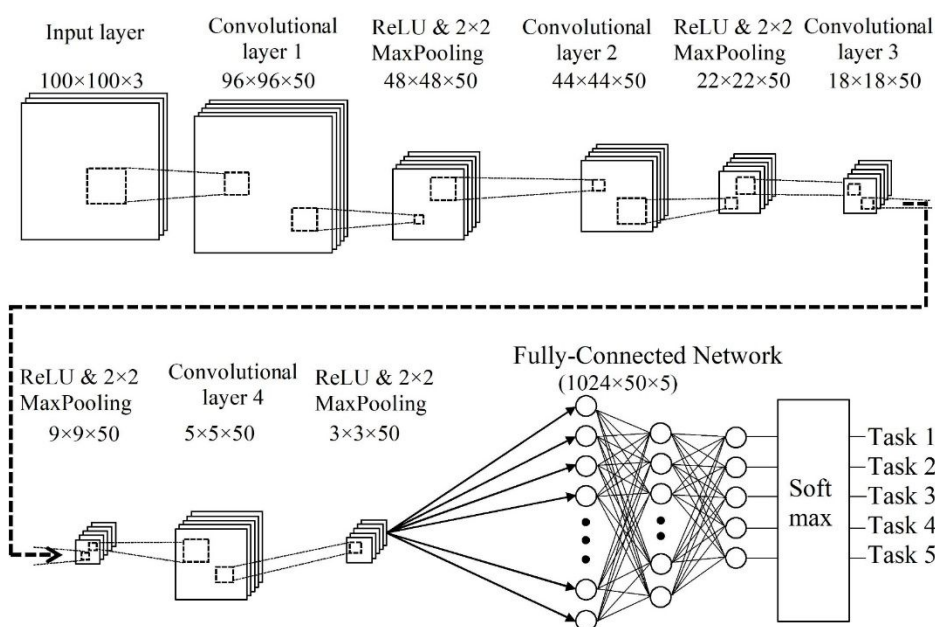 Input layer
100×100×3
Convolutional
layer 1
96×96×50
ReLU & 2×2
MaxPooling
48×48×50
Convolutional
layer 2
44×44×50
ReLU & 2×2
MaxPooling
22×22×50
Convolutional
layer 3
18×18×50
ReLU & 2×2
MaxPooling
9×9×50
Convolutional
layer 4
5×5×50
ReLU & 2×2
MaxPooling
3×3×50
Fully-Connected Network
(1024×50×5)
Soft
max
Task 1
Task 2
Task 3
Task 4
Task 5